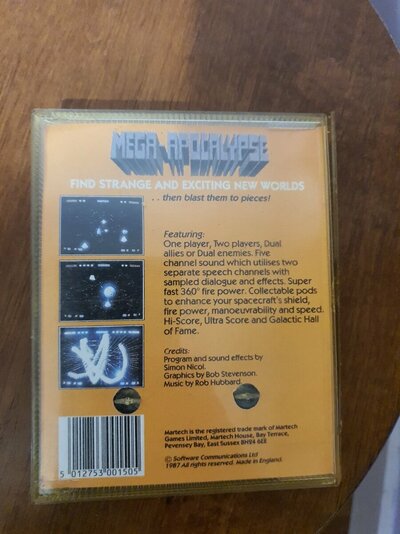 MEGA APOCALYPSE
FIND STRANGE AND EXCITING NEW WORLDS
. . then blast them to pieces!
Featuring:
One player, Two players, Dual
allies or Dual enemies. Five
channel sound which utilises two
separate speech channels with
sampled dialogue and effects. Super
fast 360° fire power. Collectable pods
to enhance your spacecraft's shield,
fire power, manoeuvrability and speed.
Hi-Score, Ultra Score and Galactic Hall
of Fame.
Credits:
Program and sound effects by
Simon Nicol.
Graphics by Bob Stevenson.
Music by Rob Hubbard.
Martech is the registered trade mark of Martech
Games Limited, Martech House, Bay Terrace,
Pevensey Bay, East Sussex BN24 6EE
© Software Communications Ltd
1987 All rights reserved. Made in England.
5 012753 001505